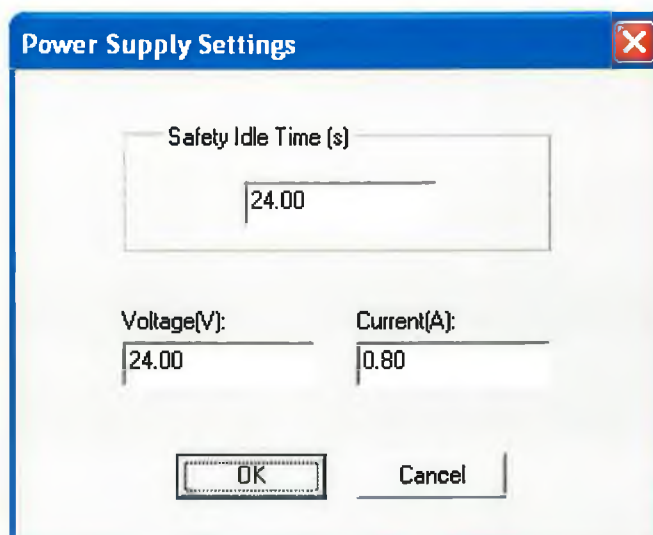 Power Supply Settings
Safety Idle Time (s)
24.00
Voltage(V): Current(A):
24.00 0.80
OK Cancel